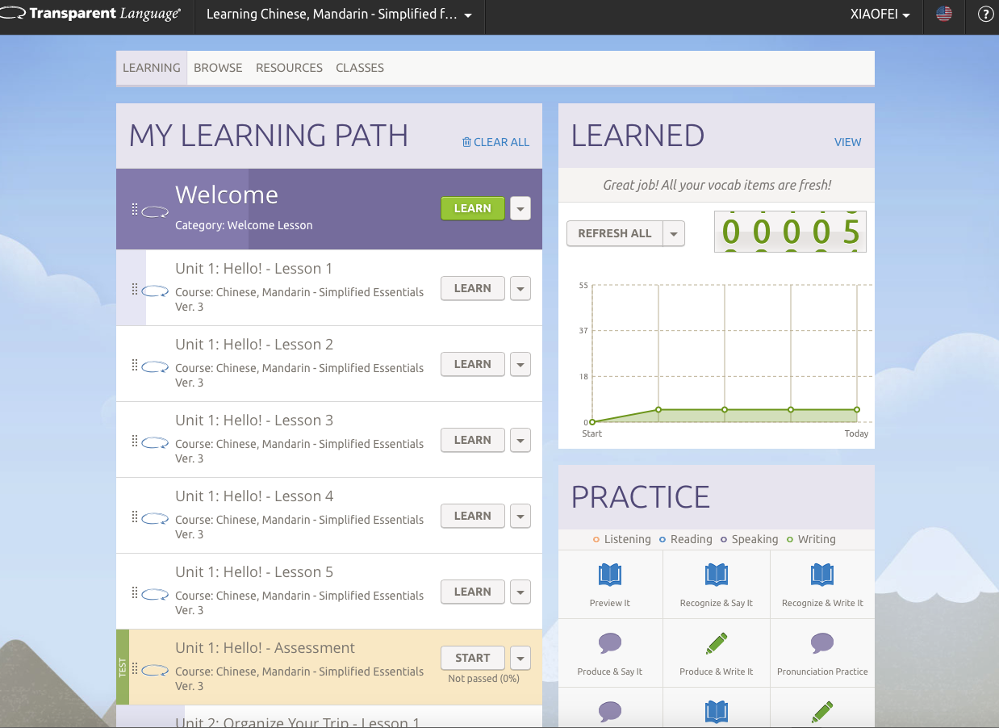 Transparent Language®
Learning Chinese, Mandarin - Simplified f...
XIAOFEI
?
LEARNING BROWSE RESOURCES CLASSES
MY LEARNING PATH
CLEAR ALL
Welcome
Category: Welcome Lesson
LEARN
Unit 1: Hello! - Lesson 1
Course: Chinese, Mandarin - Simplified Essentials
Ver. 3
LEARN
Unit 1: Hello! - Lesson 2
Course: Chinese, Mandarin - Simplified Essentials
Ver. 3
LEARN
Unit 1: Hello! - Lesson 3
Course: Chinese, Mandarin - Simplified Essentials
Ver. 3
LEARN
Unit 1: Hello! - Lesson 4
Course: Chinese, Mandarin - Simplified Essentials
Ver. 3
LEARN
Unit 1: Hello! - Lesson 5
Course: Chinese, Mandarin - Simplified Essentials
Ver. 3
LEARN
TEST
Unit 1: Hello! - Assessment
Course: Chinese, Mandarin - Simplified Essentials
Ver. 3
START
Not passed (0%)
Unit 2: Organize Your Trip - Lesson 1
LEARNED
VIEW
Great job! All your vocab items are fresh!
REFRESH ALL
0 0 0 0 5
55
37
18
0
Start Today
PRACTICE
Listening Reading Speaking Writing
Preview It Recognize & Say It Recognize & Write It
Produce & Say It Produce & Write It Pronunciation Practice